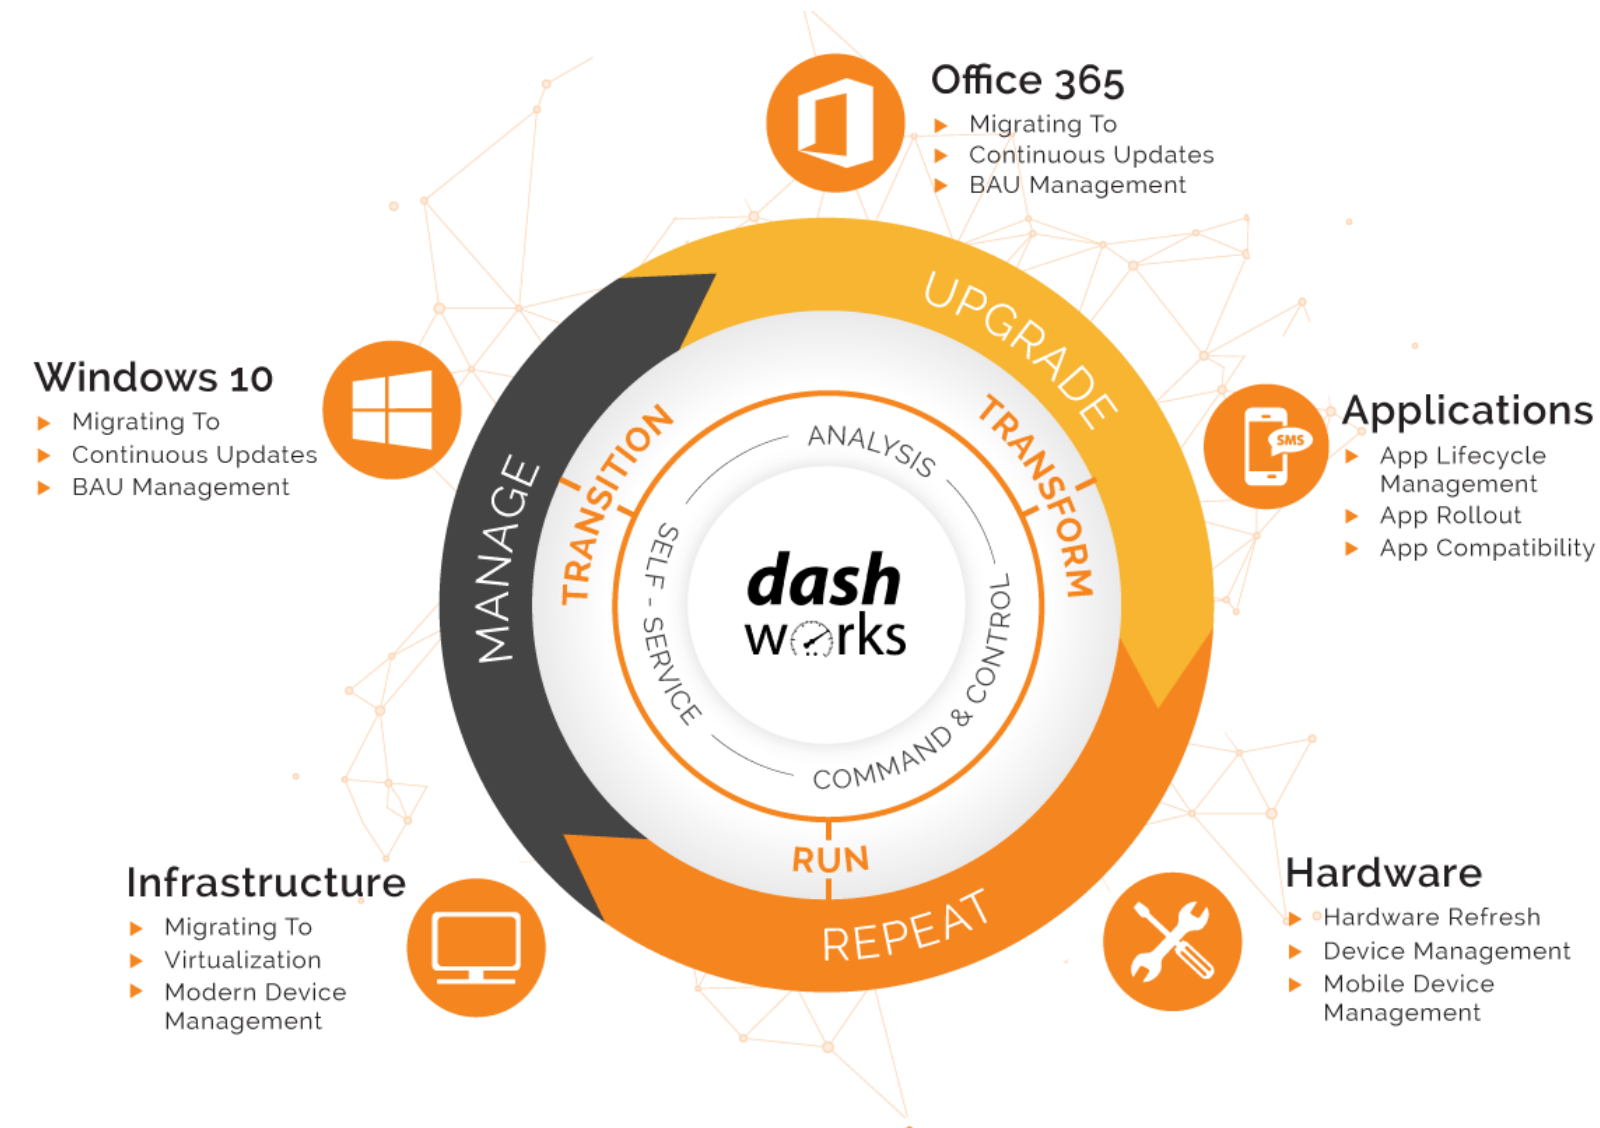 Office 365
Migrating To
Continuous Updates
BAU Management
Windows 10
Migrating To
Continuous Updates
BAU Management
Applications
App Lifecycle
Management
App Rollout
App Compatibility
SMS
UPGRADE
MANAGE
REPEAT
TRANSITION
TRANSFORM
RUN
ANALYSIS
SELF - SERVICE
COMMAND & CONTROL
dash
works
Infrastructure
Migrating To
Virtualization
Modern Device
Management
Hardware
Hardware Refresh
Device Management
Mobile Device
Management